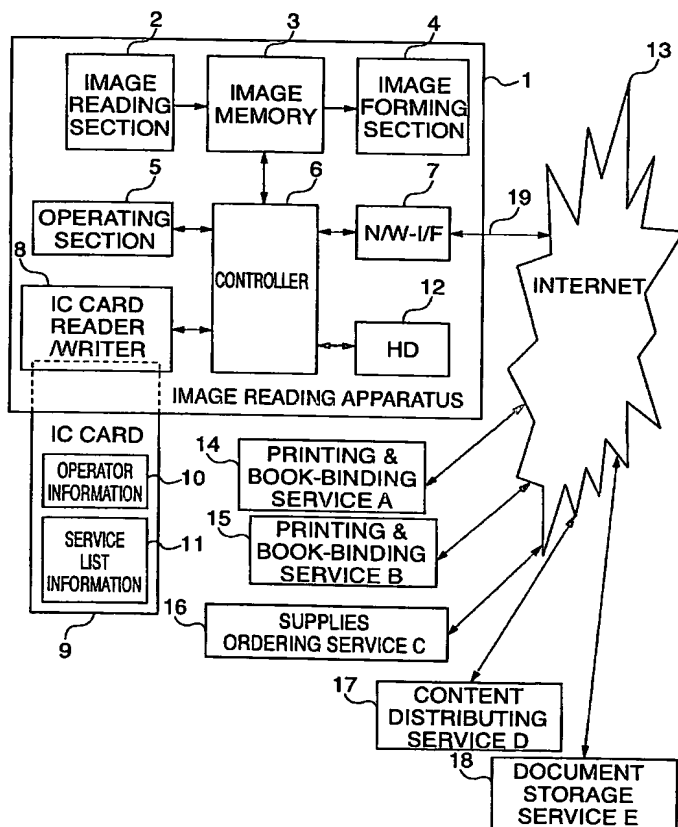 2
3
4
1
13
IMAGE
READING
SECTION
IMAGE
MEMORY
IMAGE
FORMING
SECTION
5
6
7
19
OPERATING
SECTION
CONTROLLER
N/W-I/F
INTERNET
8
12
IC CARD
READER
/WRITER
HD
IMAGE READING APPARATUS
IC CARD
OPERATOR
INFORMATION
10
SERVICE
LIST
INFORMATION
11
9
14
PRINTING &
BOOK-BINDING
SERVICE A
15
PRINTING &
BOOK-BINDING
SERVICE B
16
SUPPLIES
ORDERING SERVICE C
17
CONTENT
DISTRIBUTING
SERVICE D
18
DOCUMENT
STORAGE
SERVICE E